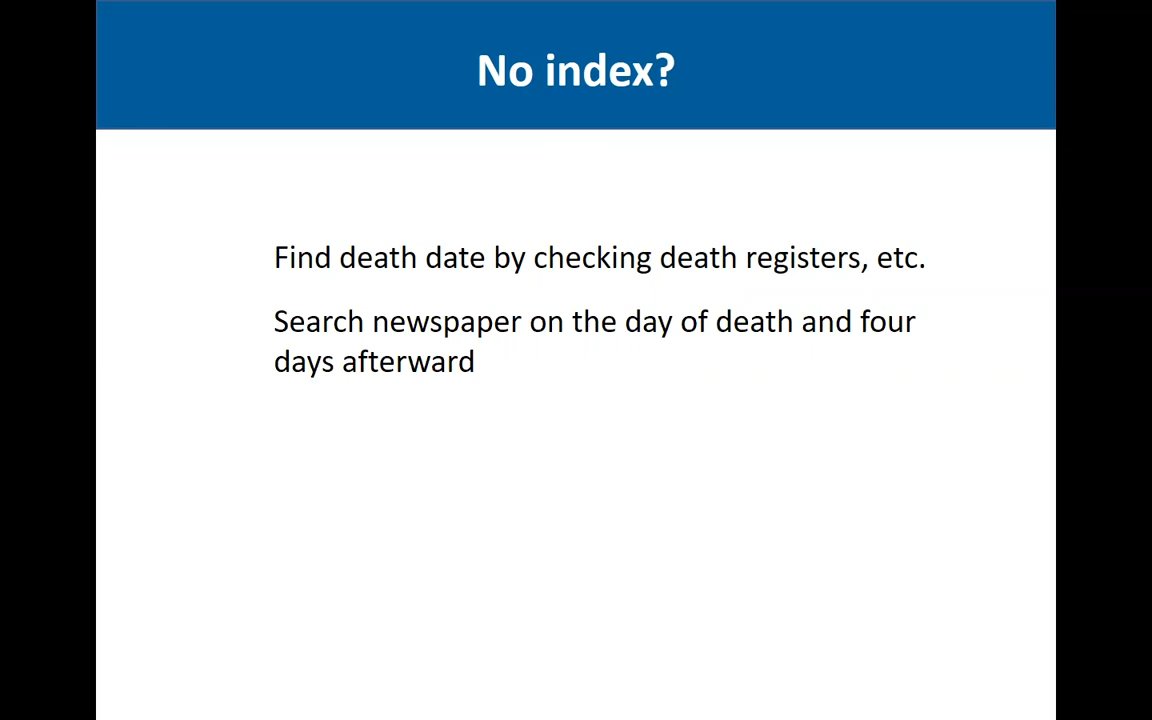 No index?
Find death date by checking death registers, etc.
Search newspaper on the day of death and four
days afterward